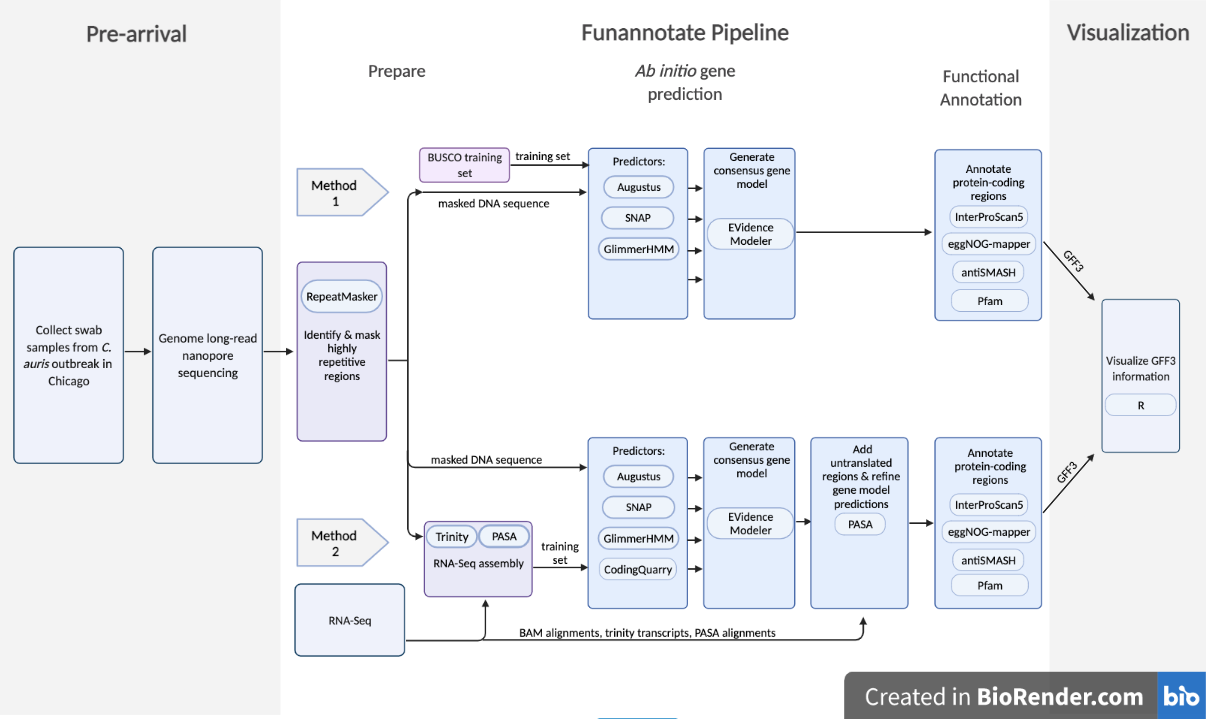 Pre-arrival
Funannotate Pipeline
Visualization
Prepare
Ab initio gene
prediction
Functional
Annotation
Method
1
BUSCO training
set
training set
masked DNA sequence
Predictors:
Augustus
SNAP
GlimmerHMM
Generate
consensus gene
model
EVidence
Modeler
Annotate
protein-coding
regions
InterProScan5
eggNOG-mapper
antiSMASH
Pfam
GFF3
Collect swab
samples from C.
auris outbreak in
Chicago
Genome long-read
nanopore
sequencing
RepeatMasker
Identify & mask
highly
repetitive
regions
Visualize GFF3
information
R
masked DNA sequence
Method
2
Trinity
PASA
RNA-Seq assembly
training
set
RNA-Seq
Predictors:
Augustus
SNAP
GlimmerHMM
CodingQuarry
Generate
consensus gene
model
EVidence
Modeler
Add
untranslated
regions & refine
gene model
predictions
PASA
Annotate
protein-coding
regions
InterProScan5
eggNOG-mapper
antiSMASH
Pfam
GFF3
BAM alignments, trinity transcripts, PASA alignments
Created in BioRender.com bio